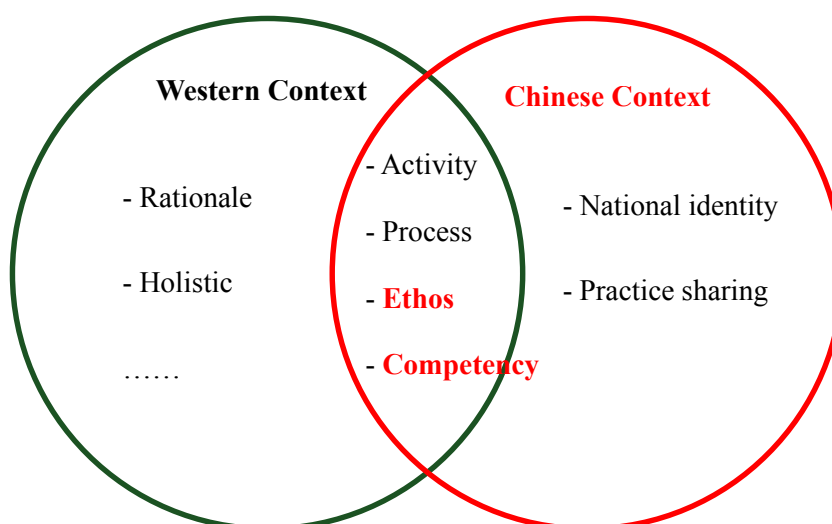 Western Context
- Rationale
- Holistic
……
- Activity
- Process
- Ethos
- Competency
Chinese Context
- National identity
- Practice sharing